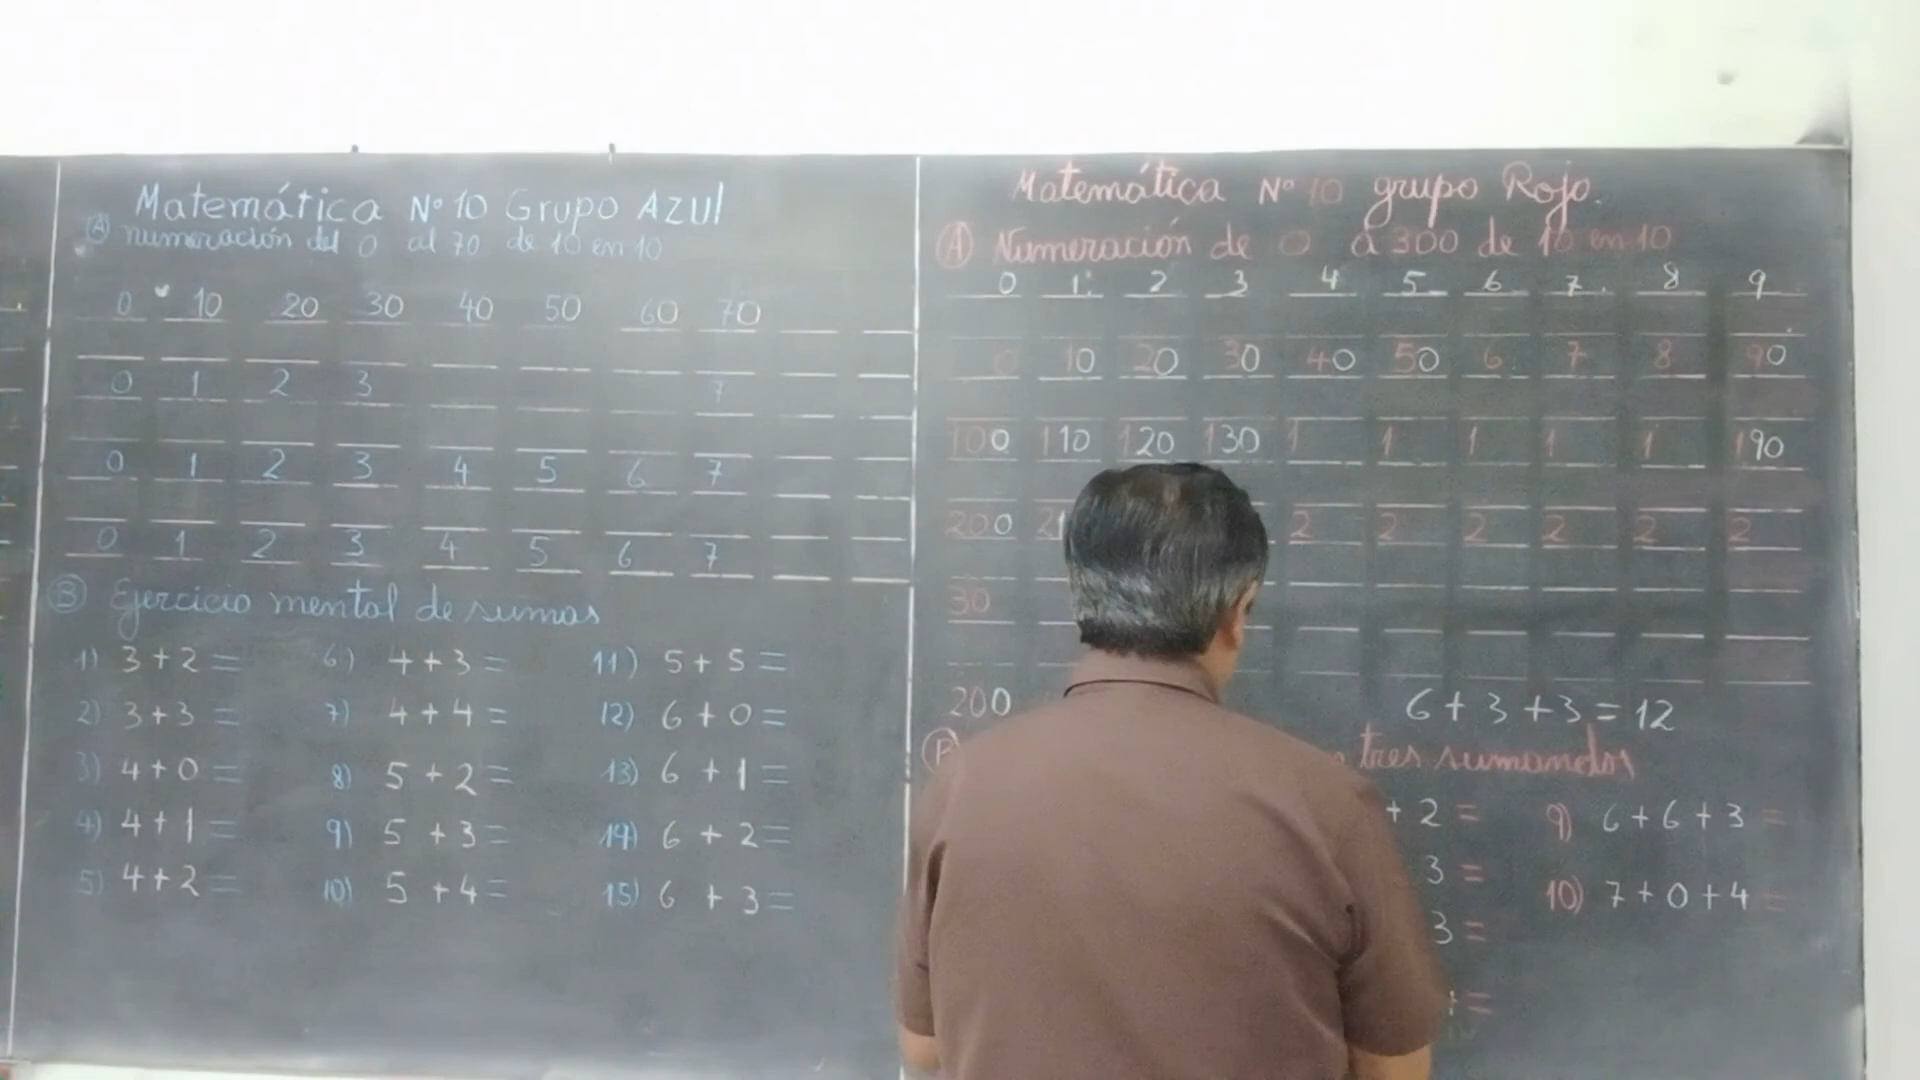 Matemática Nº 10 Grupo Azul
(A) numeración del 0 al 70 de 10 en 10
0 10 20 30 40 50 60 70
0 1 2 3 7
0 1 2 3 4 5 6 7
0 1 2 3 4 5 6 7
(B) Ejercicio mental de sumas
1) 3+2= 6) 4+3= 11) 5+5=
2) 3+3= 7) 4+4= 12) 6+0=
3) 4+0= 8) 5+2= 13) 6+1=
4) 4+1= 9) 5+3= 14) 6+2=
5) 4+2= 10) 5+4= 15) 6+3=
Matemática Nº 10 grupo Rojo.
(A) Numeración de 0 a 300 de 10 en 10
0 1 2 3 4 5 6 7 8 9
0 10 20 30 40 50 6 7 8 90
100 110 120 130 1 1 1 1 1 190
200 2 2 2 2 2 2
30
200 6+3+3=12
tres sumandos
+2= 9) 6+6+3=
3= 10) 7+0+4=
3=
=